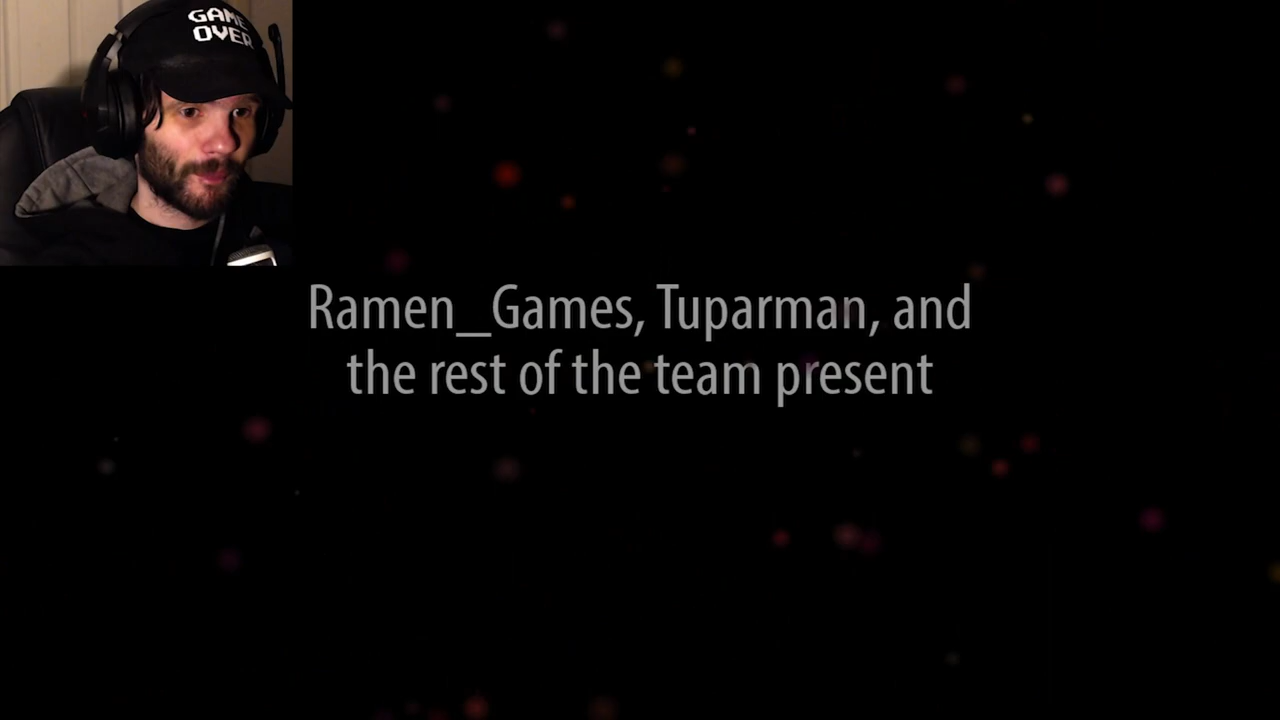 GAME
OVER
Ramen_Games, Tuparman, and
the rest of the team present